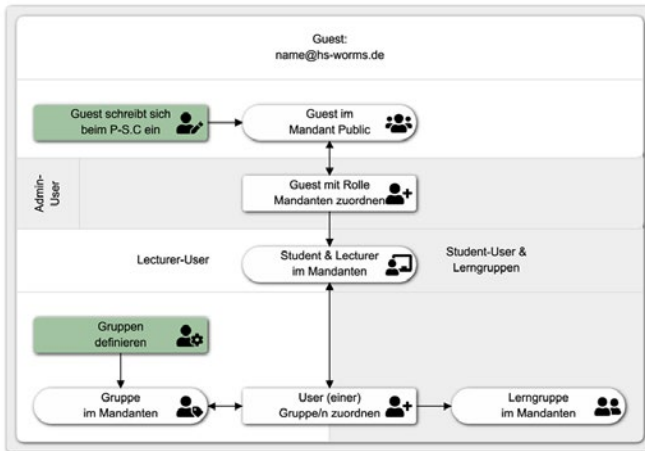 Guest:
name@hs-worms.de
Guest schreibt sich
beim P-S.C ein
Guest im
Mandant Public
Admin-
User
Guest mit Rolle
Mandanten zuordnen
Lecturer-User
Student & Lecturer
im Mandanten
Student-User &
Lerngruppen
Gruppen
definieren
Gruppe
im Mandanten
User (einer)
Gruppe/n zuordnen
Lerngruppe
im Mandanten